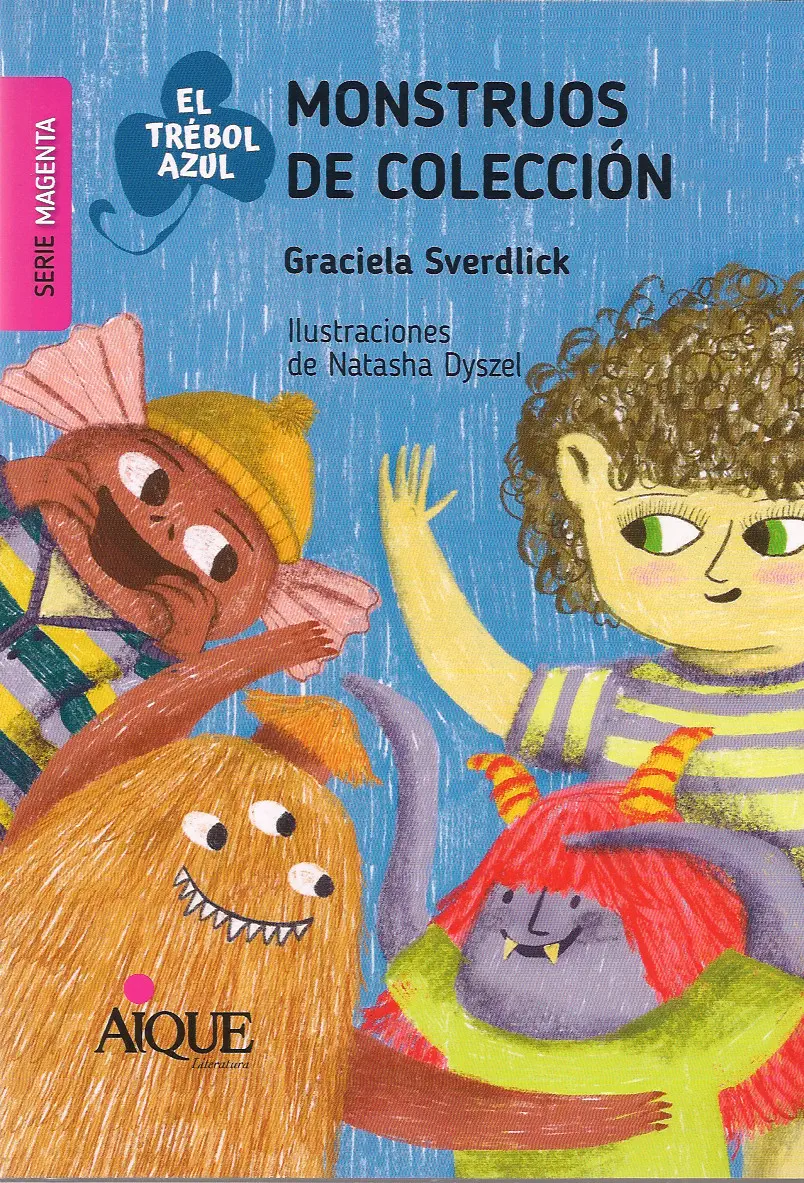 SERIE MAGENTA
EL
TRÉBOL
AZUL
MONSTRUOS
DE COLECCIÓN
Graciela Sverdlick
Ilustraciones
de Natasha Dyszel
AIQUE
Literatura